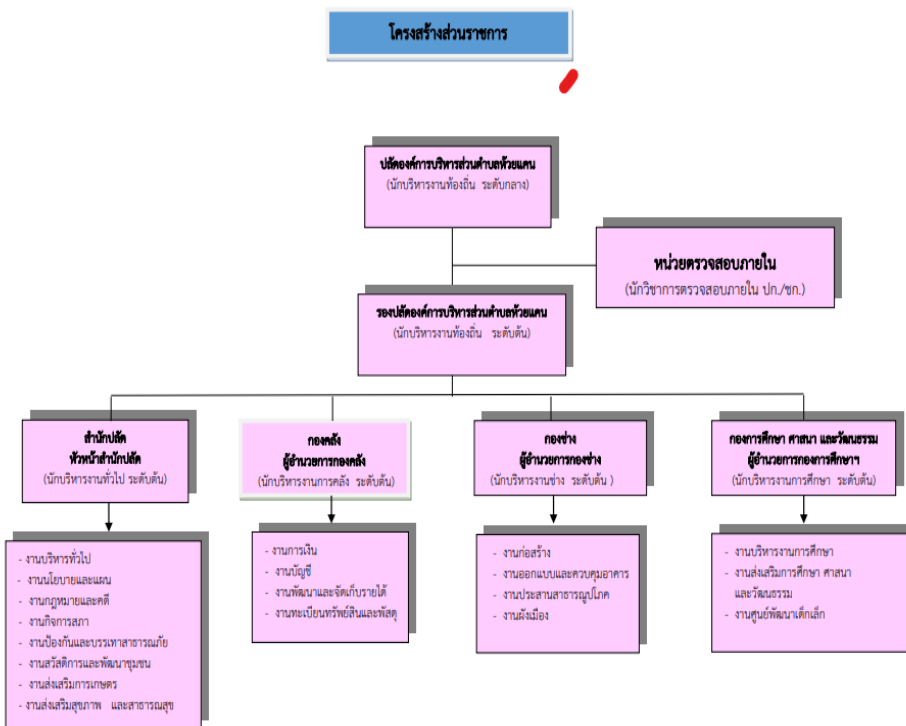 โครงสร้างส่วนราชการ
ปลัดองค์การบริหารส่วนตำบลห้วยแคน
(นักบริหารงานท้องถิ่น ระดับกลาง)
หน่วยตรวจสอบภายใน
(นักวิชาการตรวจสอบภายใน ปก./ชก.)
รองปลัดองค์การบริหารส่วนตำบลห้วยแคน
(นักบริหารงานท้องถิ่น ระดับต้น)
สำนักปลัด
หัวหน้าสำนักปลัด
(นักบริหารงานทั่วไป ระดับต้น)
กองคลัง
ผู้อำนวยการกองคลัง
(นักบริหารงานการคลัง ระดับต้น)
กองช่าง
ผู้อำนวยการกองช่าง
(นักบริหารงานช่าง ระดับต้น )
กองการศึกษา ศาสนา และวัฒนธรรม
ผู้อำนวยการกองการศึกษาฯ
(นักบริหารงานการศึกษา ระดับต้น)
- งานบริหารทั่วไป
- งานนโยบายและแผน
- งานกฎหมายและคดี
- งานกิจการสภา
- งานป้องกันและบรรเทาสาธารณภัย
- งานสวัสดิการและพัฒนาชุมชน
- งานส่งเสริมการเกษตร
- งานส่งเสริมสุขภาพ และสาธารณสุข
- งานการเงิน
- งานบัญชี
- งานพัฒนาและจัดเก็บรายได้
- งานทะเบียนทรัพย์สินและพัสดุ
- งานก่อสร้าง
- งานออกแบบและควบคุมอาคาร
- งานประสานสาธารณูปโภค
- งานผังเมือง
- งานบริหารงานการศึกษา
- งานส่งเสริมการศึกษา ศาสนา
และวัฒนธรรม
- งานศูนย์พัฒนาเด็กเล็ก